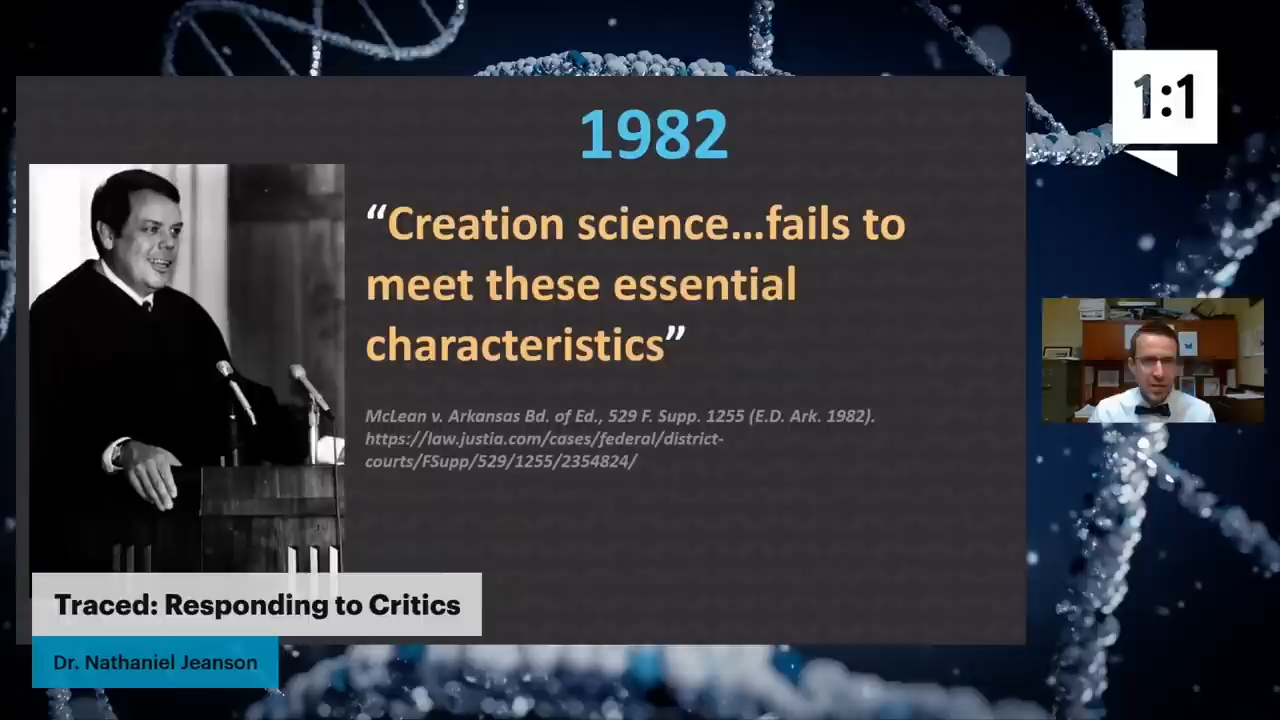 1982
“Creation science...fails to
meet these essential
characteristics”
McLean v. Arkansas Bd. of Ed., 529 F. Supp. 1255 (E.D. Ark. 1982).
https://law.justia.com/cases/federal/district-
courts/FSupp/529/1255/2354824/
1:1
Traced: Responding to Critics
Dr. Nathaniel Jeanson